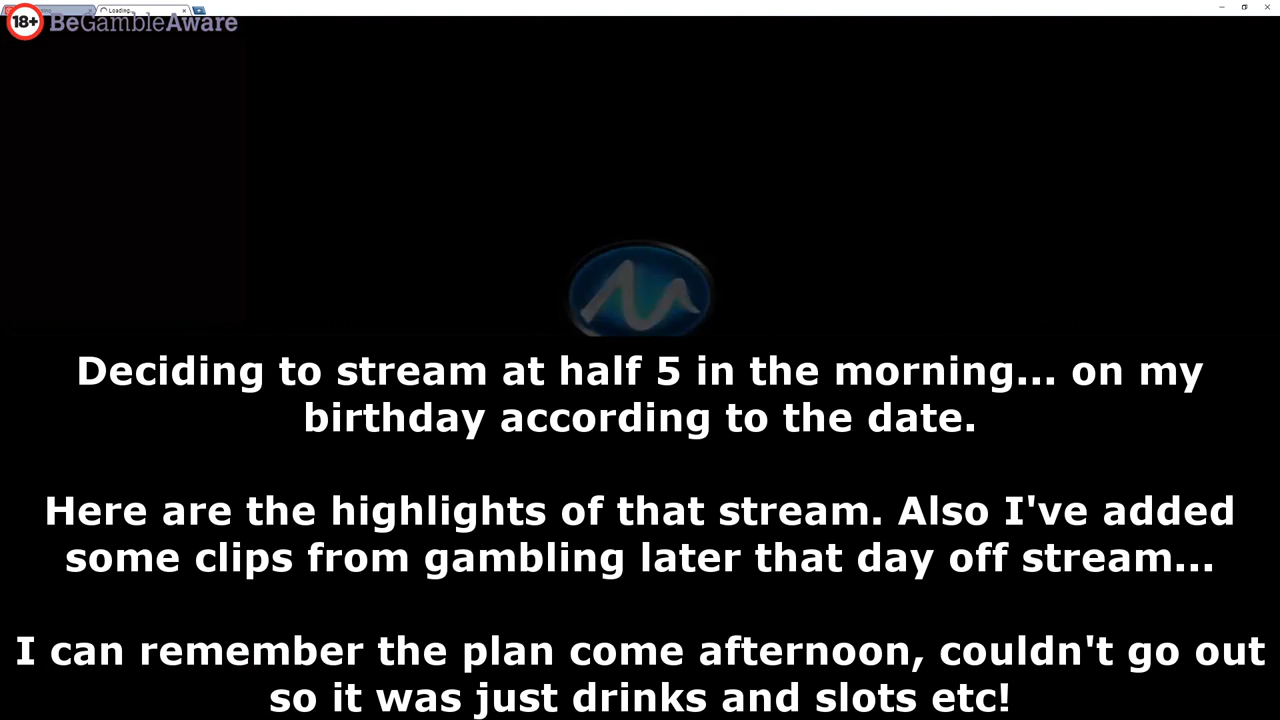 Loading...
18+ BeGambleAware
Deciding to stream at half 5 in the morning... on my
birthday according to the date.
Here are the highlights of that stream. Also I've added
some clips from gambling later that day off stream...
I can remember the plan come afternoon, couldn't go out
so it was just drinks and slots etc!